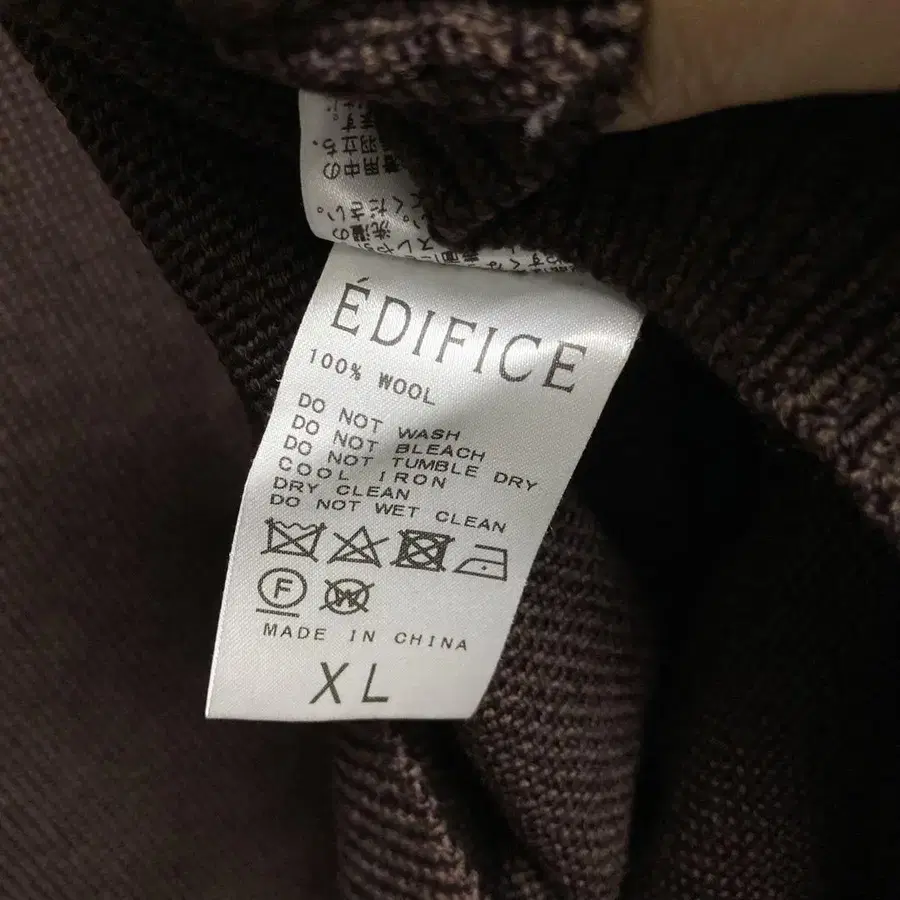 ÉDIFICE
100% WOOL
DO NOT WASH
DO NOT BLEACH
DO NOT TUMBLE DRY
COOL IRON
DRY CLEAN
DO NOT WET CLEAN
F
W
MADE IN CHINA
XL